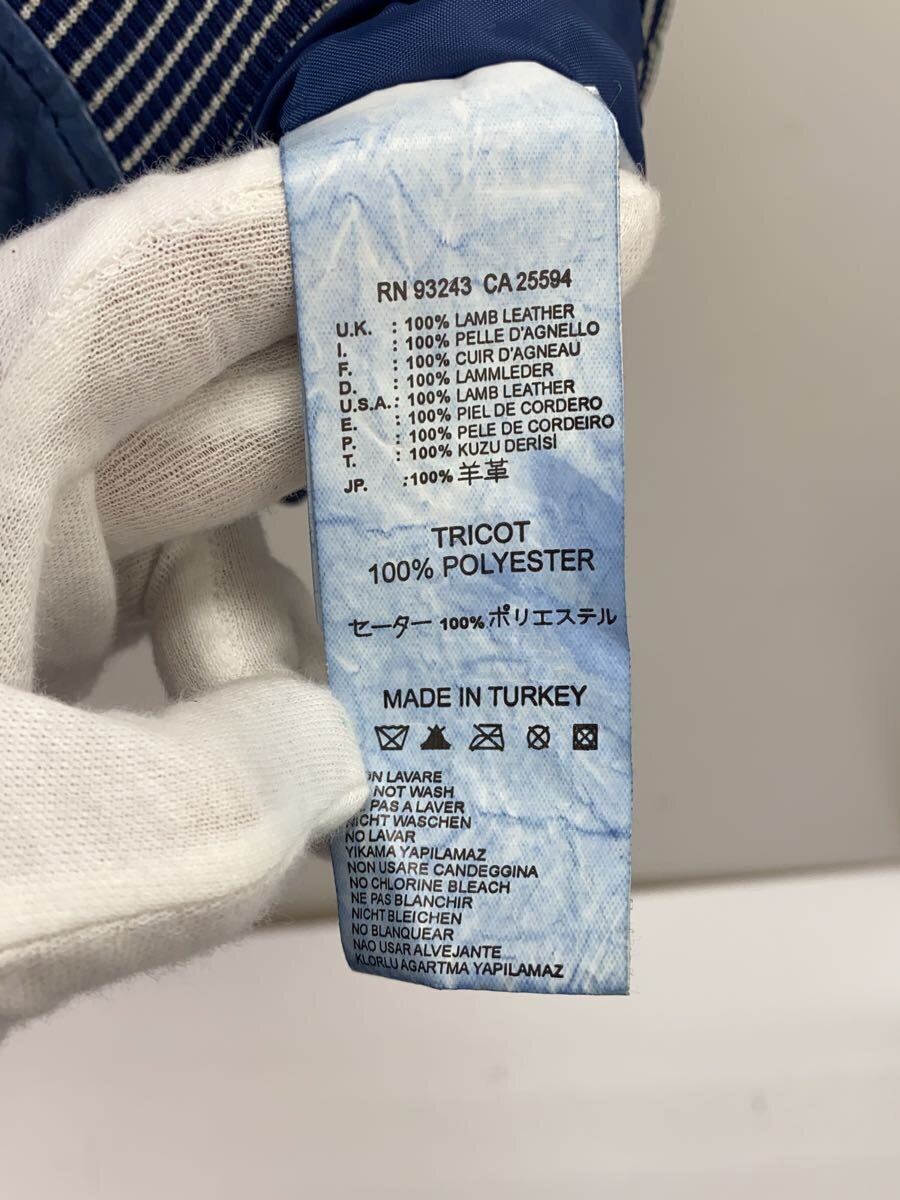 RN 93243 CA 25594
U.K. : 100% LAMB LEATHER
I. : 100% PELLE D'AGNELLO
F. : 100% CUIR D'AGNEAU
D. : 100% LAMMLEDER
U.S.A.: 100% LAMB LEATHER
E. : 100% PIEL DE CORDERO
P. : 100% PELE DE CORDEIRO
T. : 100% KUZU DERİSİ
JP. :100% 羊革
TRICOT
100% POLYESTER
セーター 100%ポリエステル
MADE IN TURKEY
LAVARE
NOT WASH
PAS A LAVER
NICHT WASCHEN
NO LAVAR
YIKAMA YAPILAMAZ
NON USARE CANDEGGINA
NO CHLORINE BLEACH
NE PAS BLANCHIR
NICHT BLEICHEN
NO BLANQUEAR
NAO USAR ALVEJANTE
KLORLU AGARTMA YAPILAMAZ